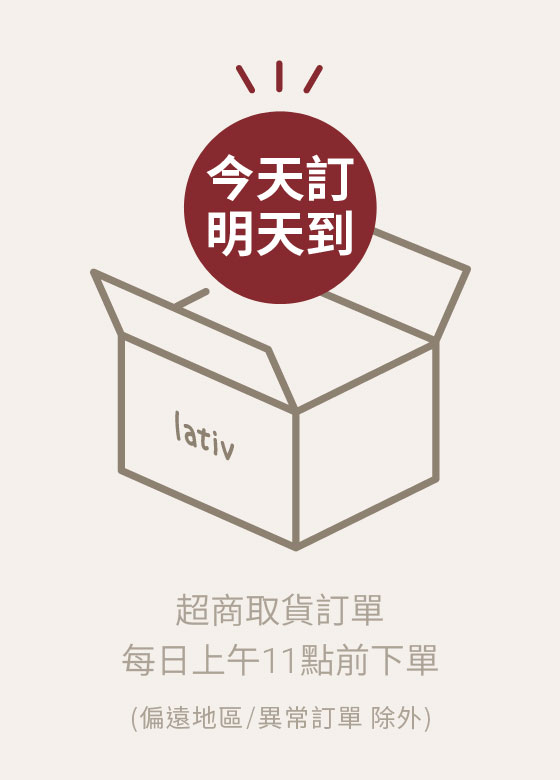 今天訂
明天到
lativ
超商取貨訂單
每日上午11點前下單
(偏遠地區/異常訂單 除外)